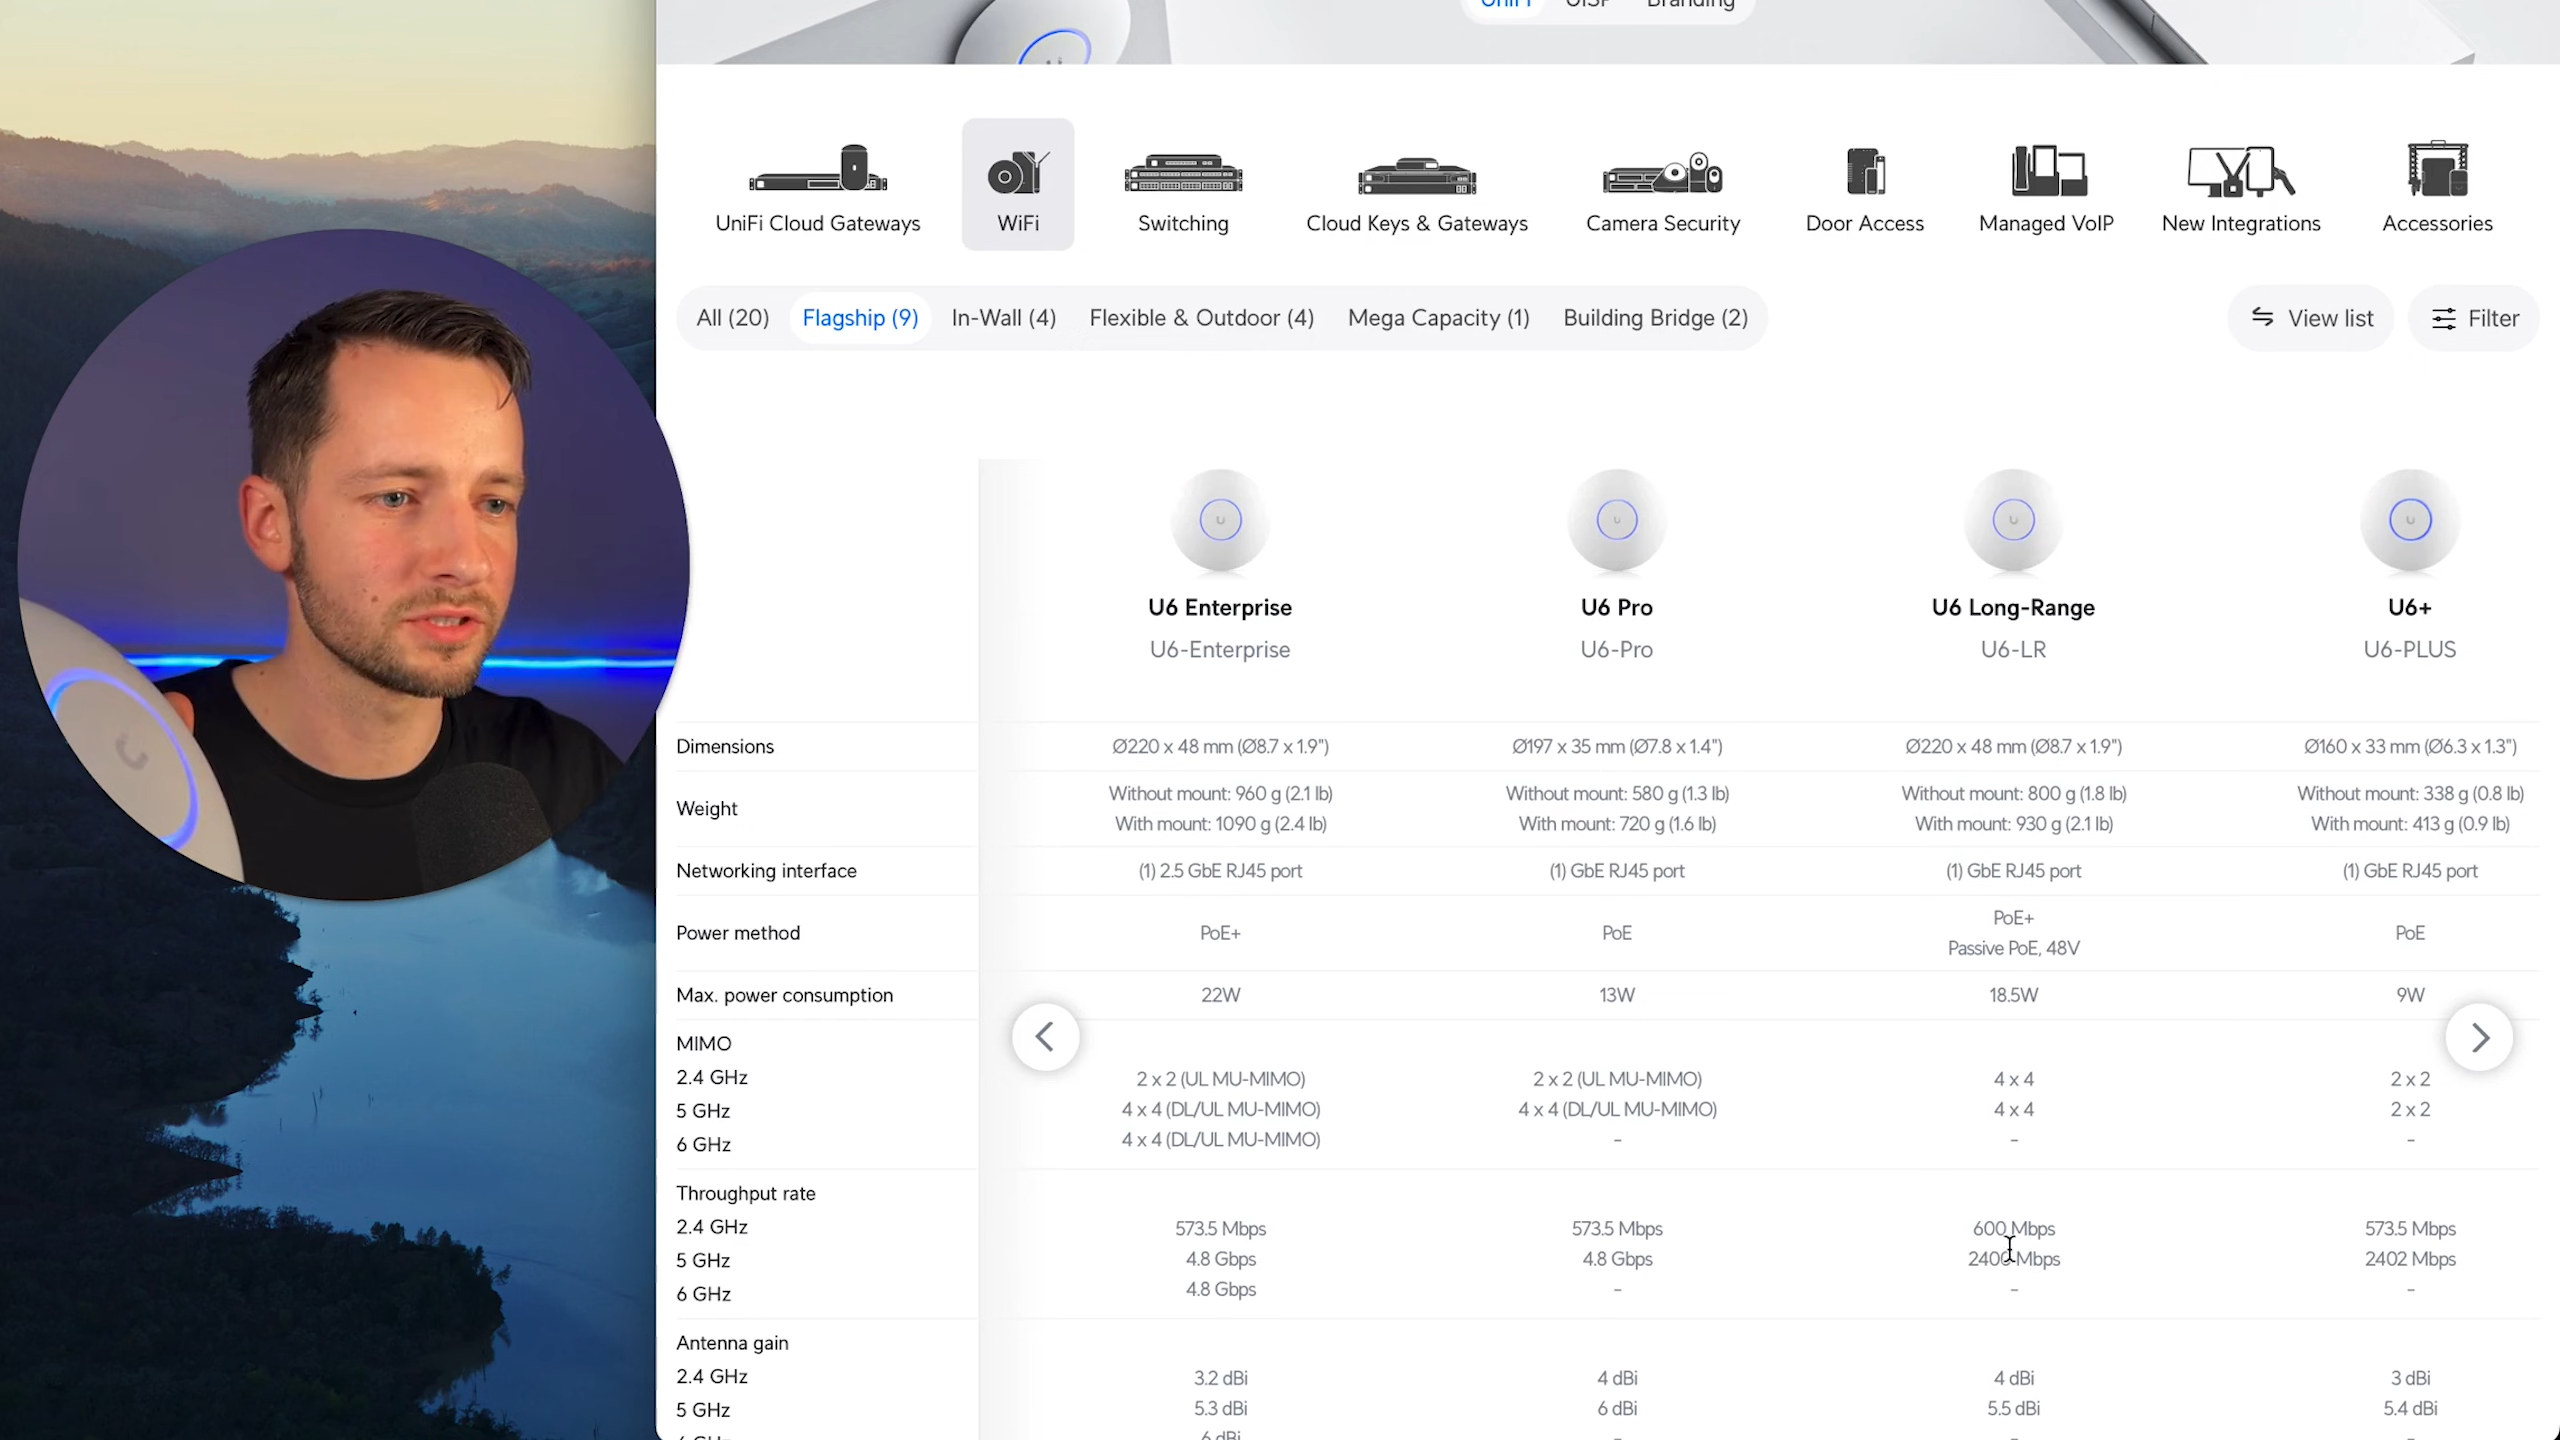 UniFi UISP Branding
UniFi Cloud Gateways
WiFi
Switching
Cloud Keys & Gateways
Camera Security
Door Access
Managed VoIP
New Integrations
Accessories
All (20) Flagship (9) In-Wall (4) Flexible & Outdoor (4) Mega Capacity (1) Building Bridge (2)
View list
Filter
U6 Enterprise U6 Pro U6 Long-Range U6+
U6-Enterprise U6-Pro U6-LR U6-PLUS
Dimensions Ø220 x 48 mm (Ø8.7 x 1.9") Ø197 x 35 mm (Ø7.8 x 1.4") Ø220 x 48 mm (Ø8.7 x 1.9") Ø160 x 33 mm (Ø6.3 x 1.3")
Weight
Without mount: 960 g (2.1 lb) Without mount: 580 g (1.3 lb) Without mount: 800 g (1.8 lb) Without mount: 338 g (0.8 lb)
With mount: 1090 g (2.4 lb) With mount: 720 g (1.6 lb) With mount: 930 g (2.1 lb) With mount: 413 g (0.9 lb)
Networking interface (1) 2.5 GbE RJ45 port (1) GbE RJ45 port (1) GbE RJ45 port (1) GbE RJ45 port
Power method PoE+ PoE PoE+ PoE
Passive PoE, 48V
Max. power consumption 22W 13W 18.5W 9W
MIMO
2.4 GHz 2 x 2 (UL MU-MIMO) 2 x 2 (UL MU-MIMO) 4 x 4 2 x 2
5 GHz 4 x 4 (DL/UL MU-MIMO) 4 x 4 (DL/UL MU-MIMO) 4 x 4 2 x 2
6 GHz 4 x 4 (DL/UL MU-MIMO) - - -
Throughput rate
2.4 GHz 573.5 Mbps 573.5 Mbps 600 Mbps 573.5 Mbps
5 GHz 4.8 Gbps 4.8 Gbps 2400 Mbps 2402 Mbps
6 GHz 4.8 Gbps - - -
Antenna gain
2.4 GHz 3.2 dBi 4 dBi 4 dBi 3 dBi
5 GHz 5.3 dBi 6 dBi 5.5 dBi 5.4 dBi
6 GHz 6 dBi - - -